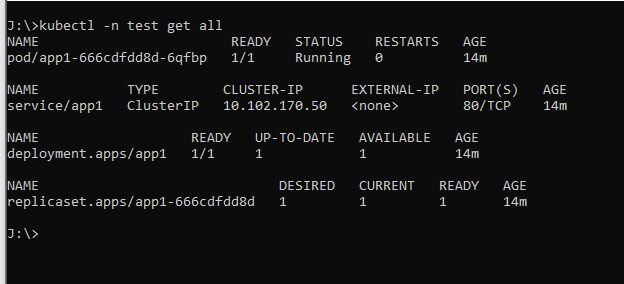 J:\>kubectl -n test get all
NAME READY STATUS RESTARTS AGE
pod/app1-666cdfdd8d-6qfbp 1/1 Running 0 14m
NAME TYPE CLUSTER-IP EXTERNAL-IP PORT(S) AGE
service/app1 ClusterIP 10.102.170.50 <none> 80/TCP 14m
NAME READY UP-TO-DATE AVAILABLE AGE
deployment.apps/app1 1/1 1 1 14m
NAME DESIRED CURRENT READY AGE
replicaset.apps/app1-666cdfdd8d 1 1 1 14m
J:\>